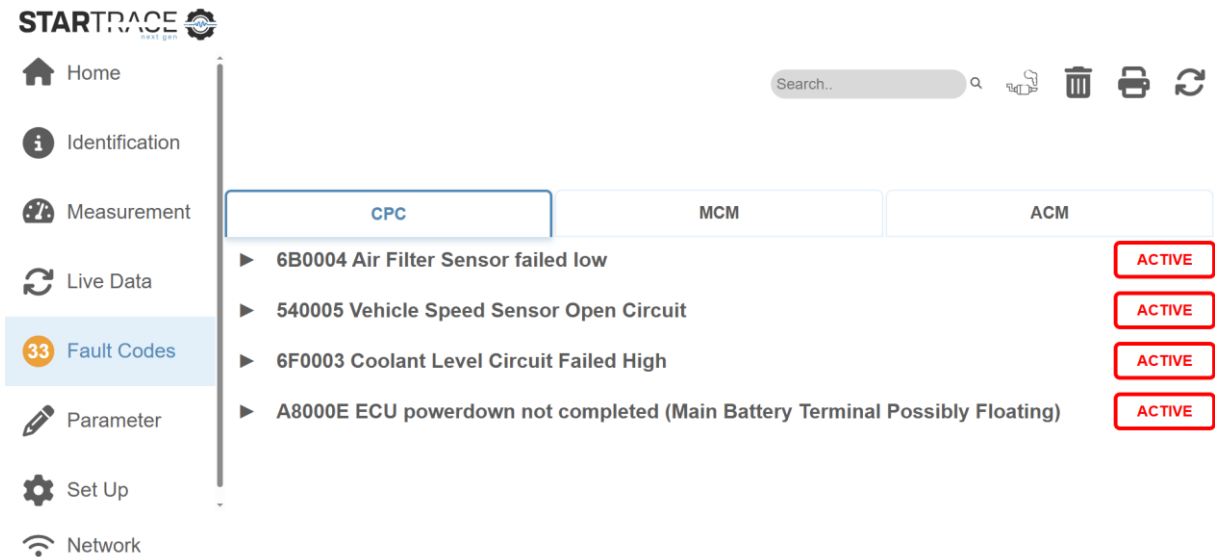 STARTRACE
next gen
Home
Search..
Identification
Measurement
CPC
MCM
ACM
6B0004 Air Filter Sensor failed low
ACTIVE
Live Data
540005 Vehicle Speed Sensor Open Circuit
ACTIVE
33
Fault Codes
6F0003 Coolant Level Circuit Failed High
ACTIVE
Parameter
A8000E ECU powerdown not completed (Main Battery Terminal Possibly Floating)
ACTIVE
Set Up
Network